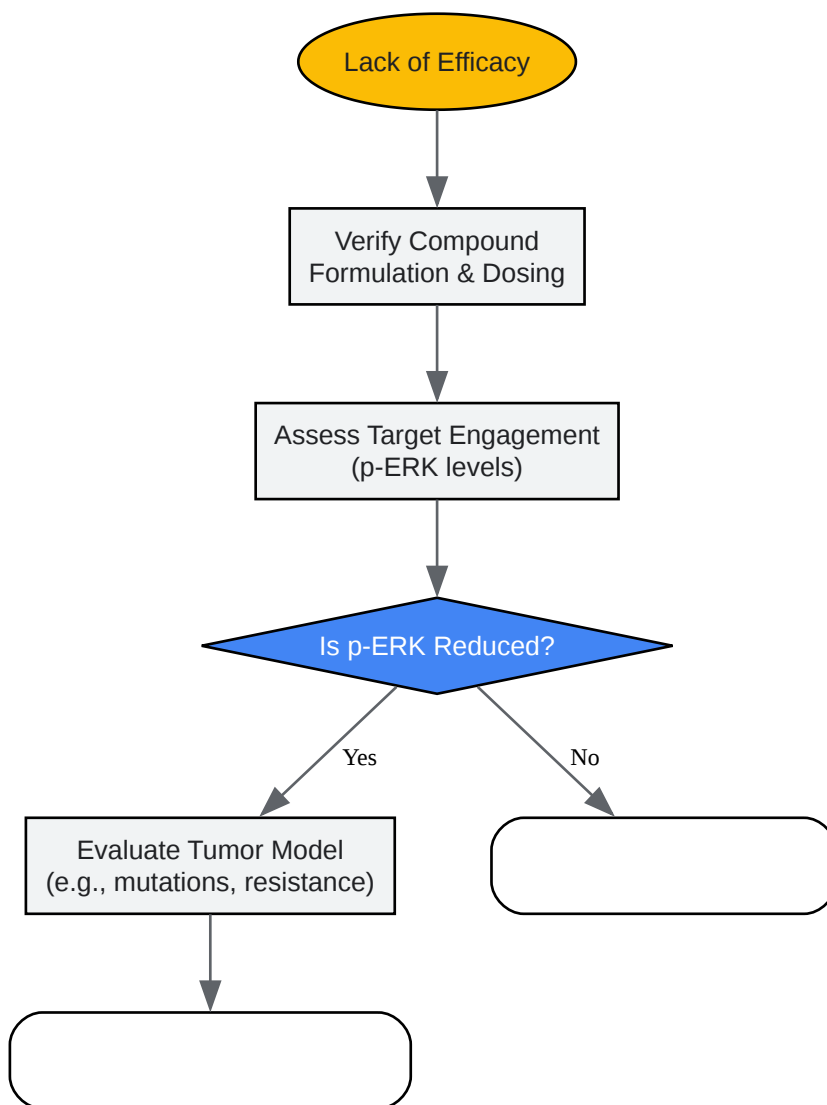 Lack of Efficacy
Verify Compound
Formulation & Dosing
Assess Target Engagement
(p-ERK levels)
Is p-ERK Reduced?
Yes
No
Evaluate Tumor Model
(e.g., mutations, resistance)